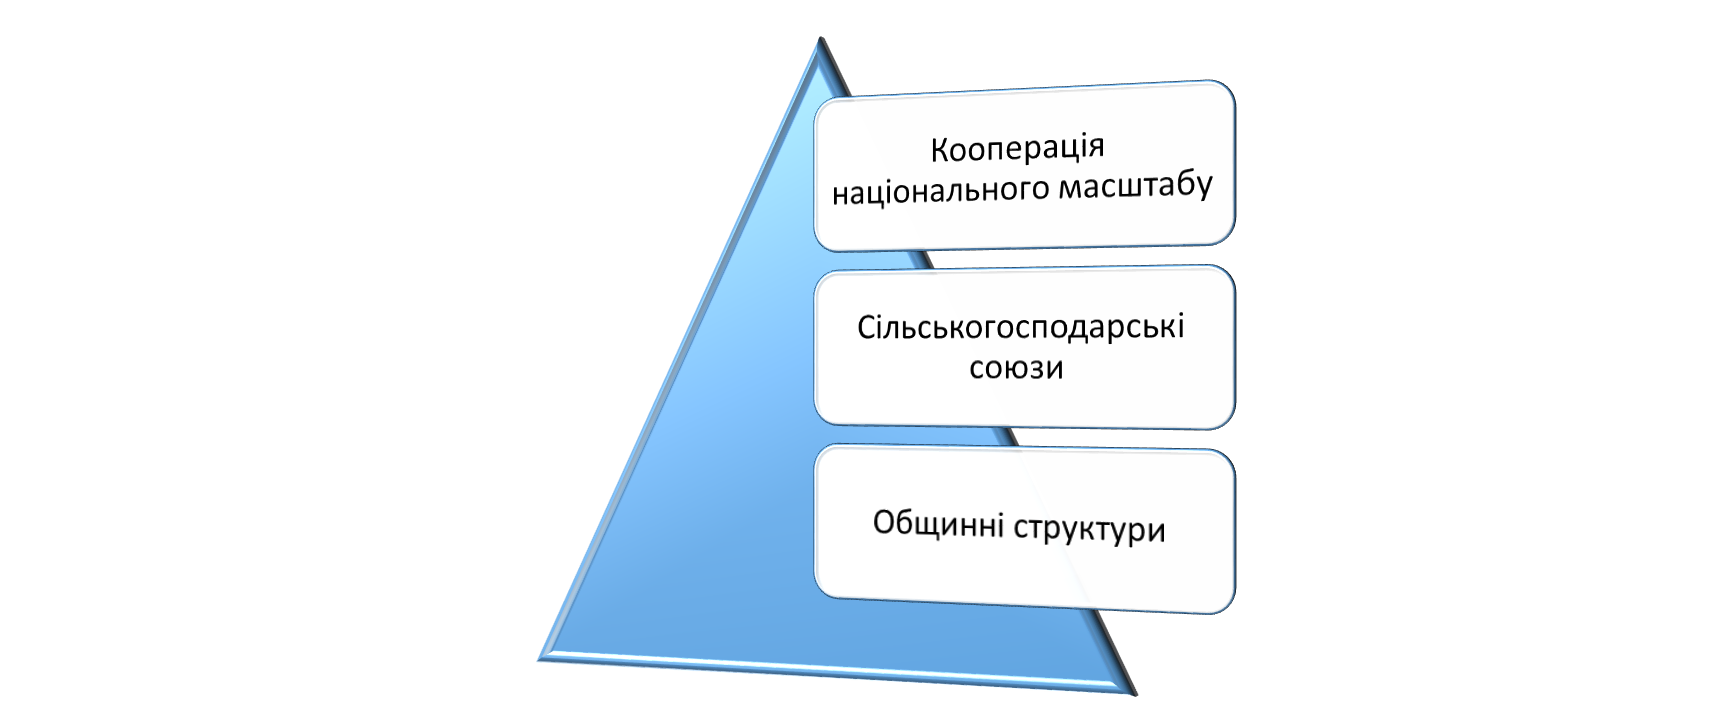 Кооперація
національного масштабу
Сільськогосподарські
союзи
Общинні структури